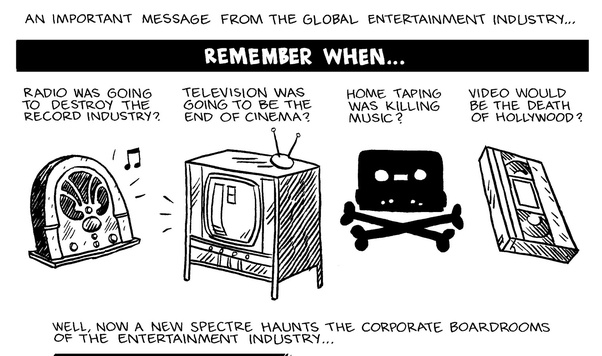 AN IMPORTANT MESSAGE FROM THE GLOBAL ENTERTAINMENT INDUSTRY...
REMEMBER WHEN...
RADIO WAS GOING
TO DESTROY THE
RECORD INDUSTRY?
TELEVISION WAS
GOING TO BE THE
END OF CINEMA?
HOME TAPING
WAS KILLING
MUSIC?
VIDEO WOULD
BE THE DEATH
OF HOLLYWOOD?
WELL, NOW A NEW SPECTRE HAUNTS THE CORPORATE BOARDROOMS
OF THE ENTERTAINMENT INDUSTRY...